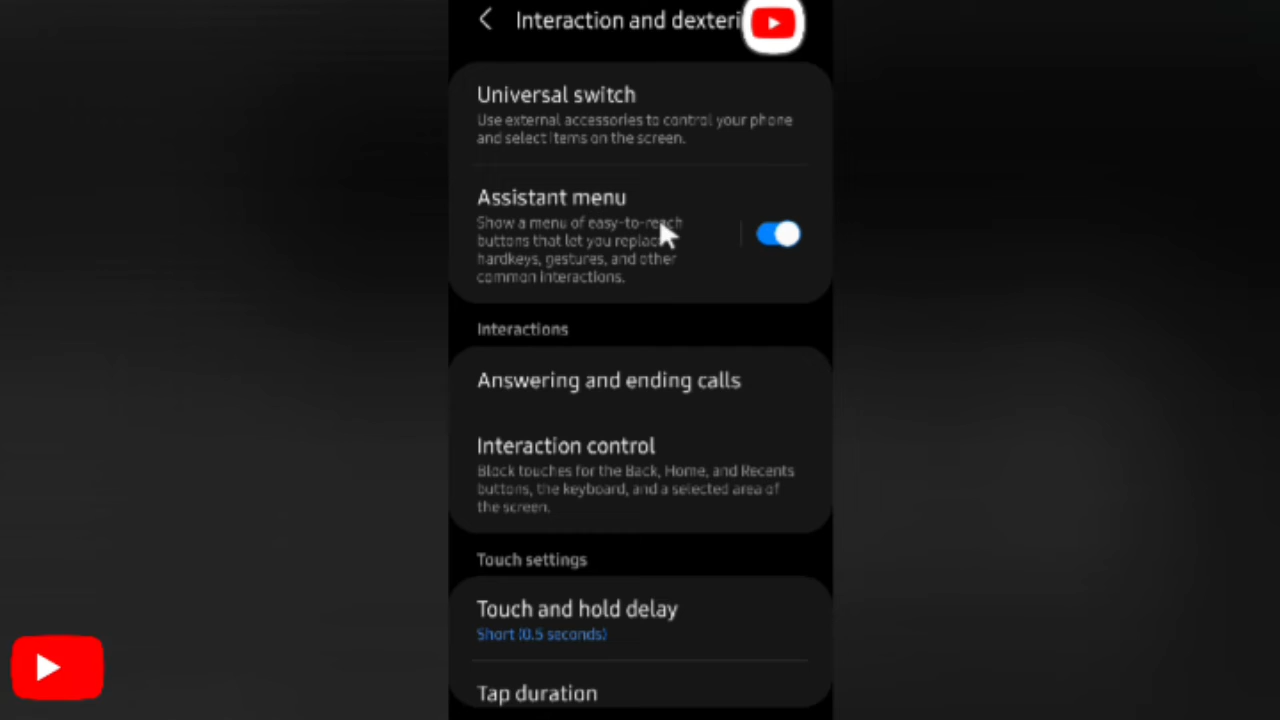 Interaction and dexteri
Universal switch
Use external accessories to control your phone
and select items on the screen.
Assistant menu
Show a menu of easy-to-reach
buttons that let you replac
hardkeys, gestures, and other
common interactions.
Interactions
Answering and ending calls
Interaction control
Block touches for the Back, Home, and Recents
buttons, the keyboard, and a selected area of
the screen.
Touch settings
Touch and hold delay
Short (0.5 seconds)
Tap duration